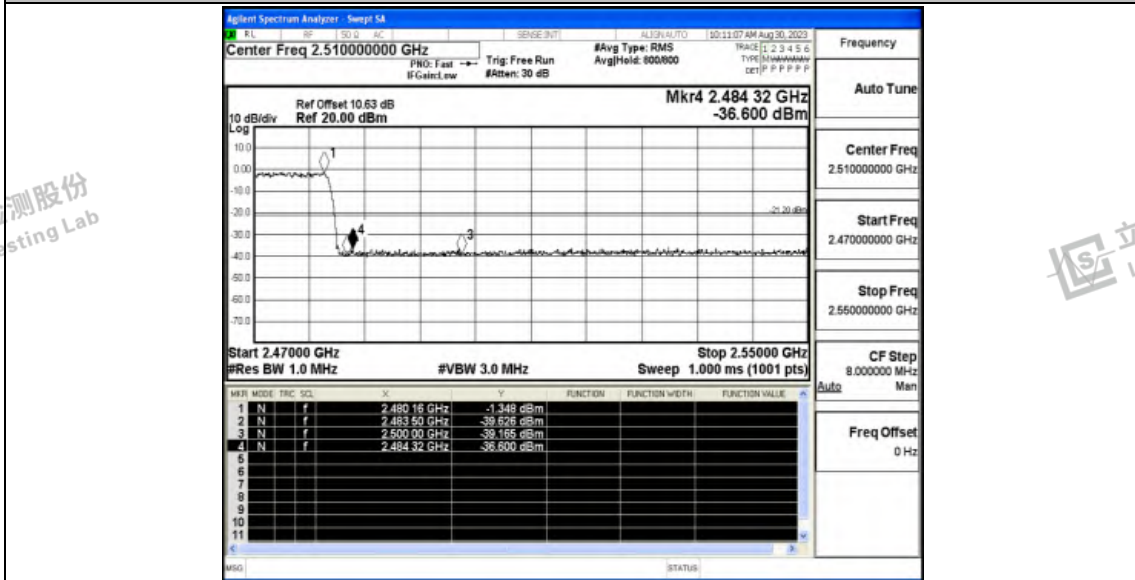 Agilent Spectrum Analyzer - Swept SA
RL RF 50 Ω AC SENSE:INT ALIGNAUTO 10:11:07 AM Aug 30, 2023
Center Freq 2.510000000 GHz
PNO: Fast
IFGain:Low
Trig: Free Run
#Atten: 30 dB
#Avg Type: RMS
Avg|Hold: 800/800
TRACE 1 2 3 4 5 6
TYPE
DET P P P P P P
Ref Offset 10.63 dB
Ref 20.00 dBm
10 dB/div
Log
Mkr4 2.484 32 GHz
-36.600 dBm
10.0
0.00
-10.0
-20.0
-30.0
-40.0
-50.0
-60.0
-70.0
1
4
3
-21.20 dBm
Start 2.47000 GHz Stop 2.55000 GHz
#Res BW 1.0 MHz #VBW 3.0 MHz Sweep 1.000 ms (1001 pts)
MKR MODE TRC SCL X Y FUNCTION FUNCTION WIDTH FUNCTION VALUE
1 N f 2.480 16 GHz -1.348 dBm
2 N f 2.483 50 GHz -39.626 dBm
3 N f 2.500 00 GHz -39.165 dBm
4 N f 2.484 32 GHz -36.600 dBm
5
6
7
8
9
10
11
MSG STATUS
Frequency
Auto Tune
Center Freq
2.510000000 GHz
Start Freq
2.470000000 GHz
Stop Freq
2.550000000 GHz
CF Step
8.000000 MHz
Auto Man
Freq Offset
0 Hz
测股份
sting Lab